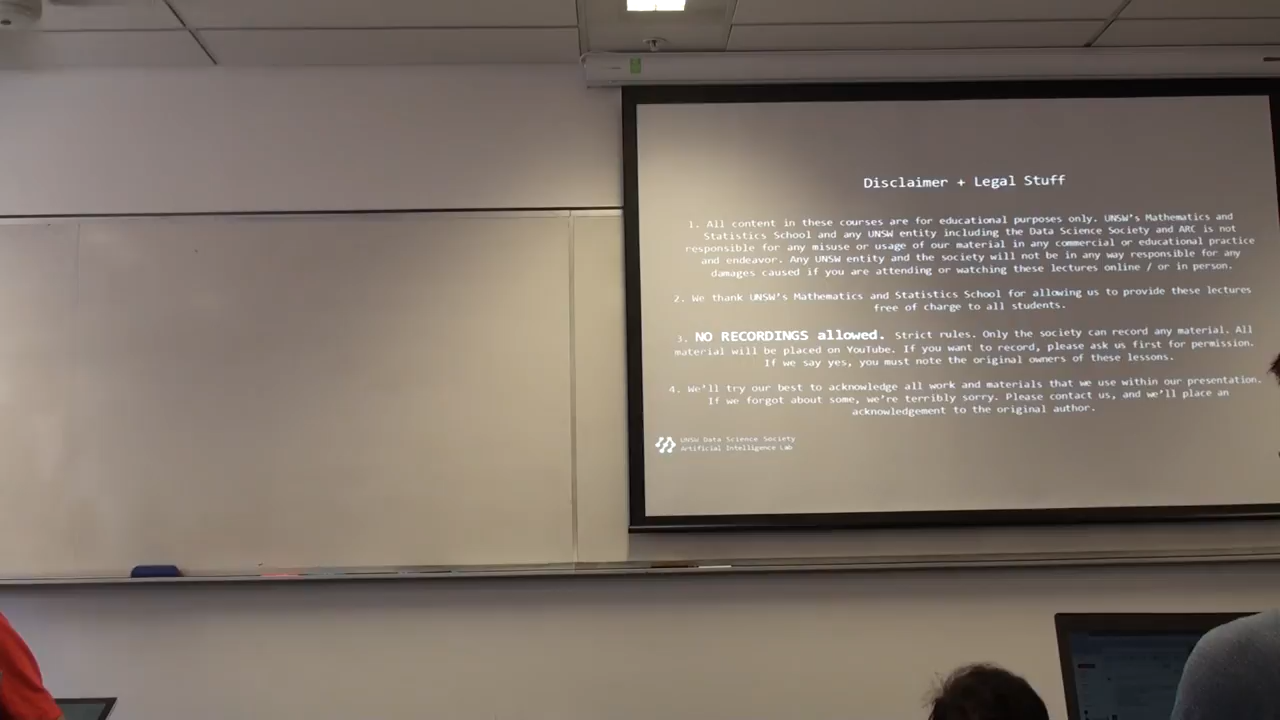 Disclaimer + Legal Stuff
1. All content in these courses are for educational purposes only. UNSW's Mathematics and
Statistics School and any UNSW entity including the Data Science Society and ARC is not
responsible for any misuse or usage of our material in any commercial or educational practice
and endeavor. Any UNSW entity and the society will not be in any way responsible for any
damages caused if you are attending or watching these lectures online / or in person.
2. We thank UNSW's Mathematics and Statistics School for allowing us to provide these lectures
free of charge to all students.
3. NO RECORDINGS allowed. Strict rules. Only the society can record any material. All
material will be placed on YouTube. If you want to record, please ask us first for permission.
If we say yes, you must note the original owners of these lessons.
4. We'll try our best to acknowledge all work and materials that we use within our presentation.
If we forgot about some, we're terribly sorry. Please contact us, and we'll place an
acknowledgement to the original author.
UNSW Data Science Society
Artificial Intelligence Lab